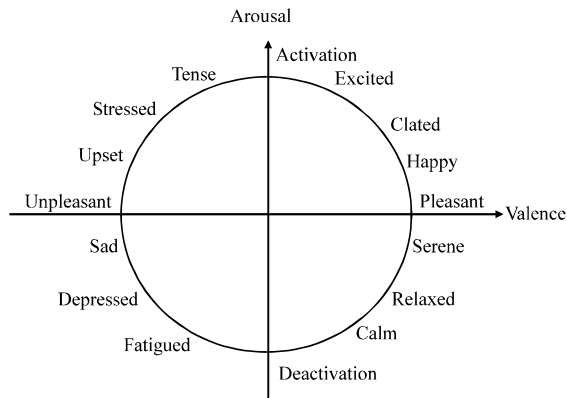 Arousal
Activation
Tense
Excited
Stressed
Clated
Upset
Happy
Unpleasant
Pleasant
Valence
Sad
Serene
Depressed
Relaxed
Calm
Fatigued
Deactivation